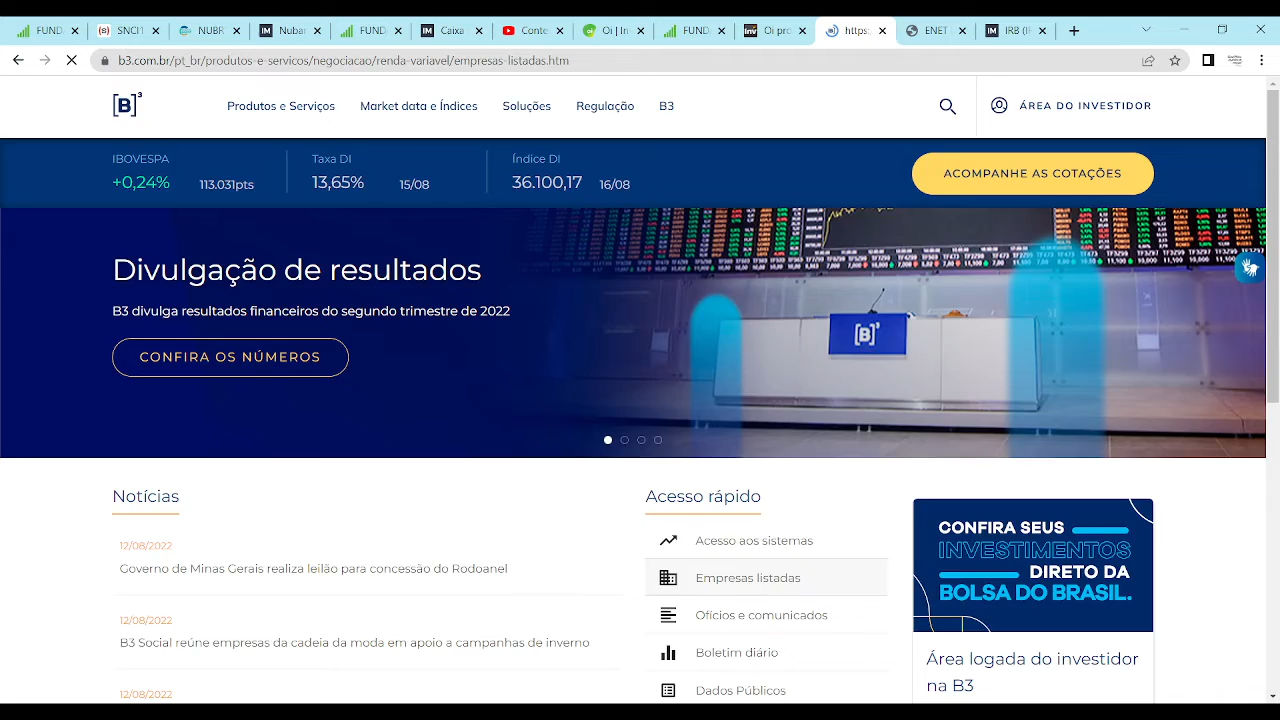 FUND
SNCI1
NUBR
Nubar
FUND
Caixa
Conte
Oi | In
FUND
Inv
Oi pro
https:
ENET
IRB (IF
b3.com.br/pt_br/produtos-e-servicos/negociacao/renda-variavel/empresas-listadas.htm
[B]³
Produtos e Serviços
Market data e Índices
Soluções
Regulação
B3
ÁREA DO INVESTIDOR
IBOVESPA
+0,24% 113.031pts
Taxa DI
13,65% 15/08
Índice DI
36.100,17 16/08
ACOMPANHE AS COTAÇÕES
Divulgação de resultados
B3 divulga resultados financeiros do segundo trimestre de 2022
CONFIRA OS NÚMEROS
[B]³
Notícias
12/08/2022
Governo de Minas Gerais realiza leilão para concessão do Rodoanel
12/08/2022
B3 Social reúne empresas da cadeia da moda em apoio a campanhas de inverno
12/08/2022
Acesso rápido
Acesso aos sistemas
Empresas listadas
Ofícios e comunicados
Boletim diário
Dados Públicos
CONFIRA SEUS
INVESTIMENTOS
DIRETO DA
BOLSA DO BRASIL.
Área logada do investidor
na B3